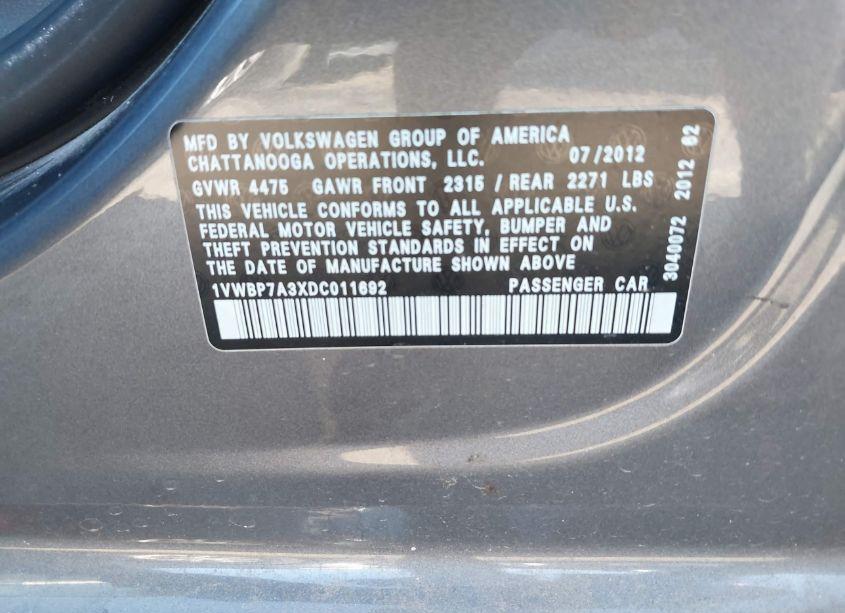 MFD BY VOLKSWAGEN GROUP OF AMERICA
CHATTANOOGA OPERATIONS, LLC. 07/2012
GVWR 4475 GAWR FRONT 2315 / REAR 2271 LBS
THIS VEHICLE CONFORMS TO ALL APPLICABLE U.S.
FEDERAL MOTOR VEHICLE SAFETY, BUMPER AND
THEFT PREVENTION STANDARDS IN EFFECT ON
THE DATE OF MANUFACTURE SHOWN ABOVE
1VWBP7A3XDC011692 PASSENGER CAR
3040072 2012 82